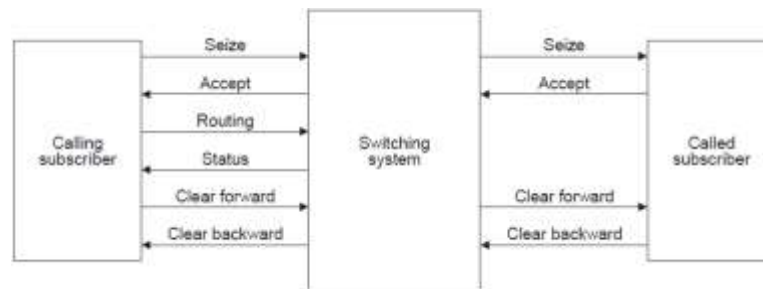 Seize
Seize
Accept
Accept
Routing
Calling
subscriber
Switching
system
Called
subscriber
Status
Clear forward
Clear forward
Clear backward
Clear backward